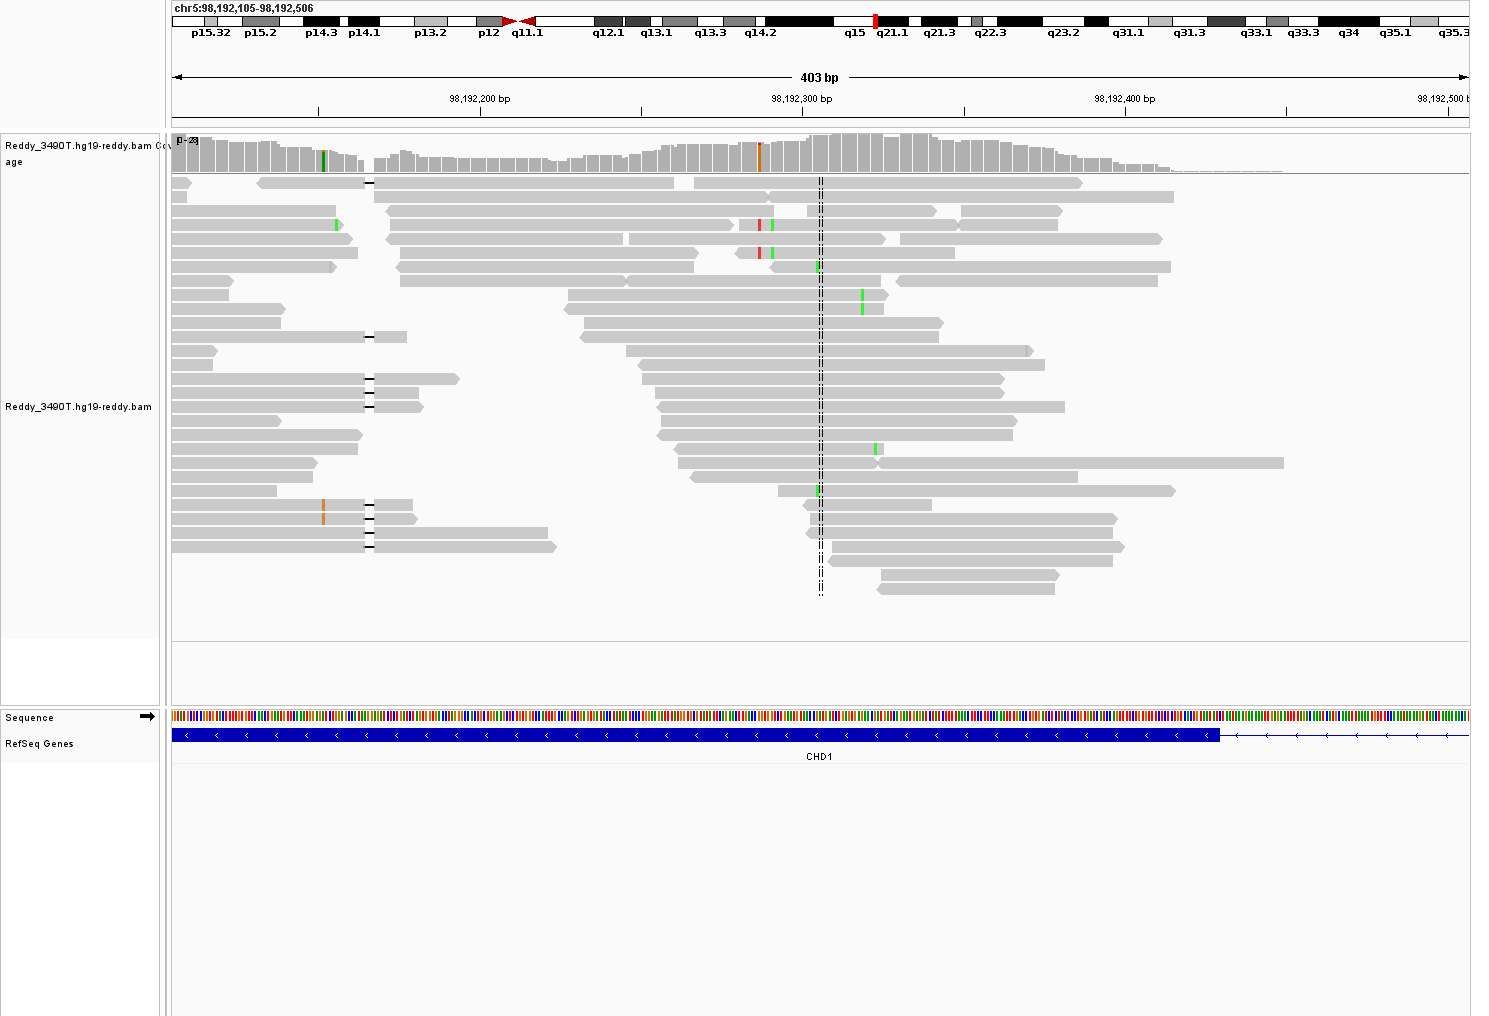 chr5:98,192,105-98,192,506
p15.32 p15.2 p14.3 p14.1 p13.2 p12 q11.1 q12.1 q13.1 q13.3 q14.2 q15 q21.1 q21.3 q22.3 q23.2 q31.1 q31.3 q33.1 q33.3 q34 q35.1 q35.3
403 bp
98,192,200 bp 98,192,300 bp 98,192,400 bp 98,192,500 b
Reddy_3490T.hg19-reddy.bam Cov
age
[0-28]
Reddy_3490T.hg19-reddy.bam
Sequence
RefSeq Genes
CHD1